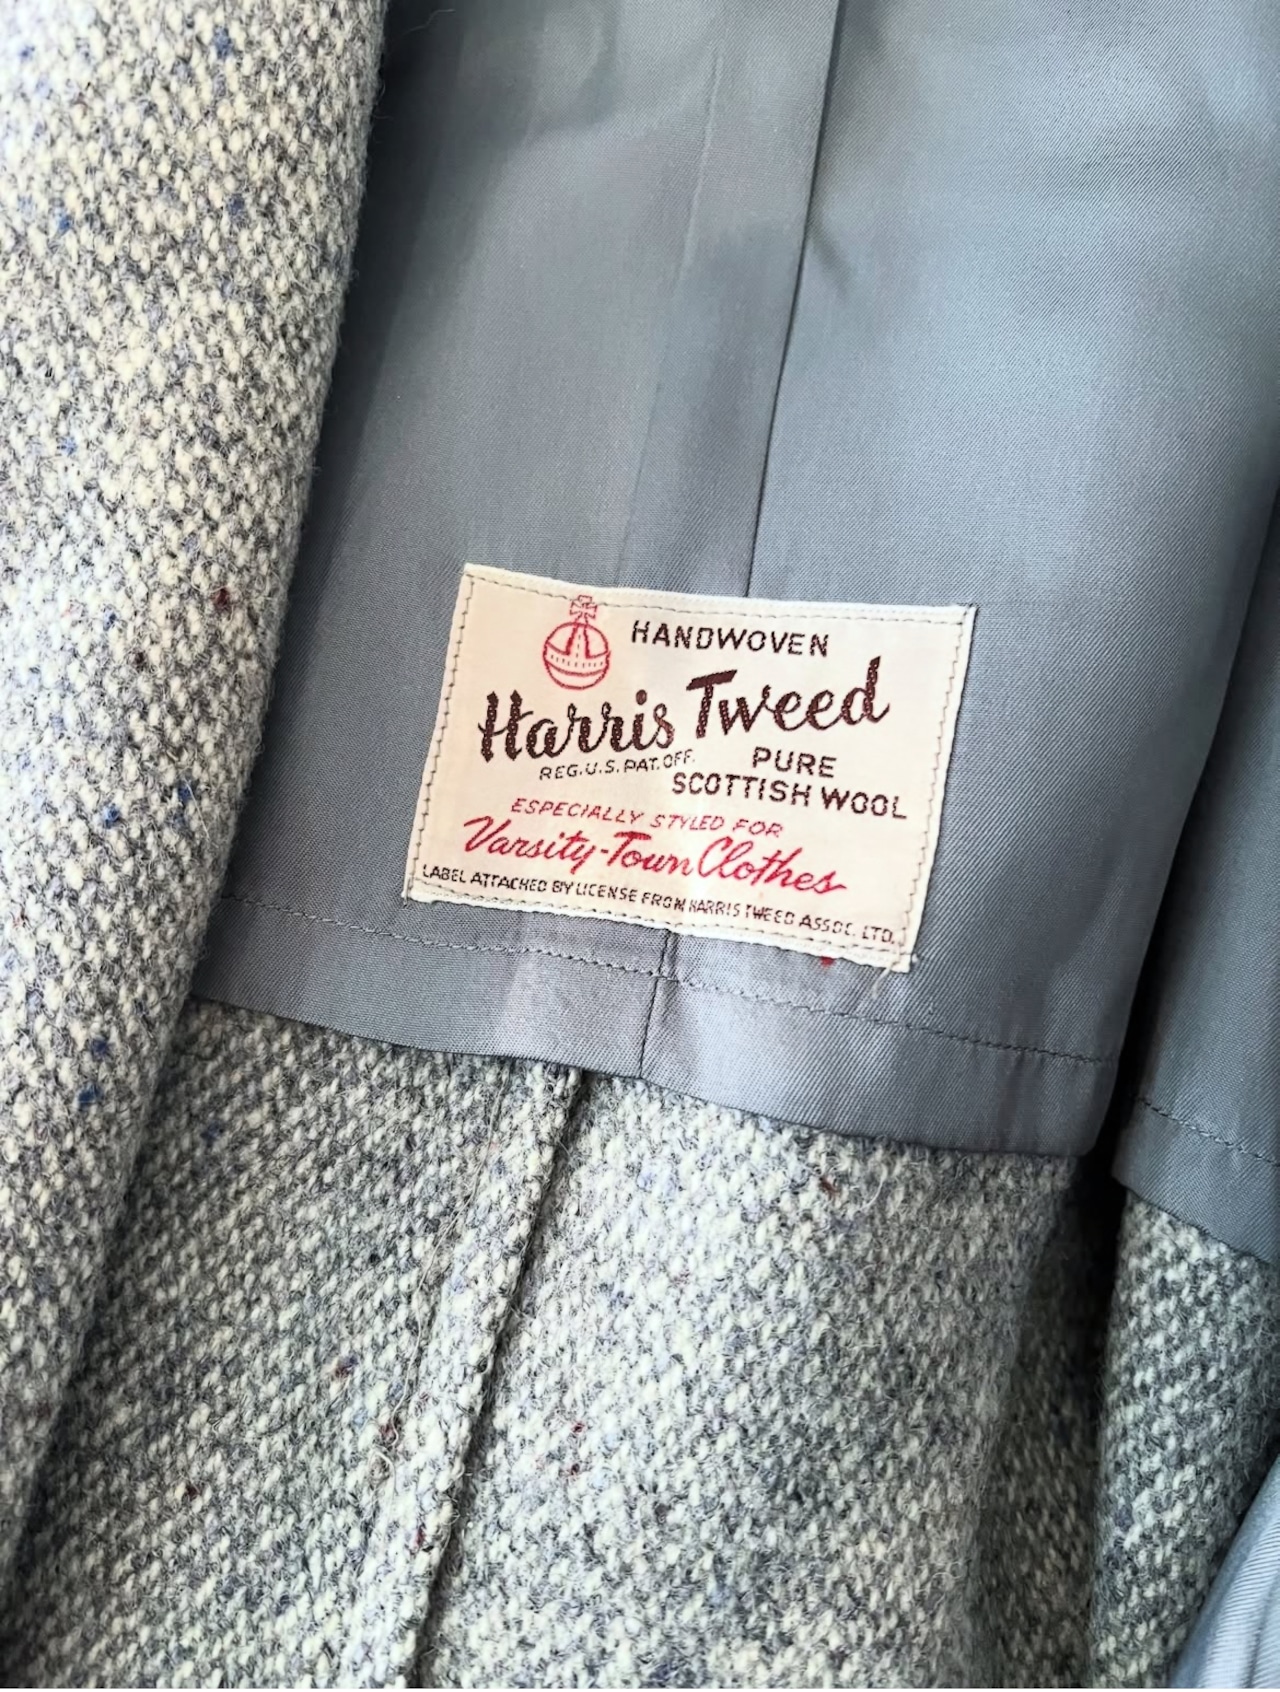 HANDWOVEN
Harris Tweed
REG. U.S. PAT. OFF.
PURE
SCOTTISH WOOL
ESPECIALLY STYLED FOR
Varsity-Town Clothes
LABEL ATTACHED BY LICENSE FROM HARRIS TWEED ASSOC. LTD.